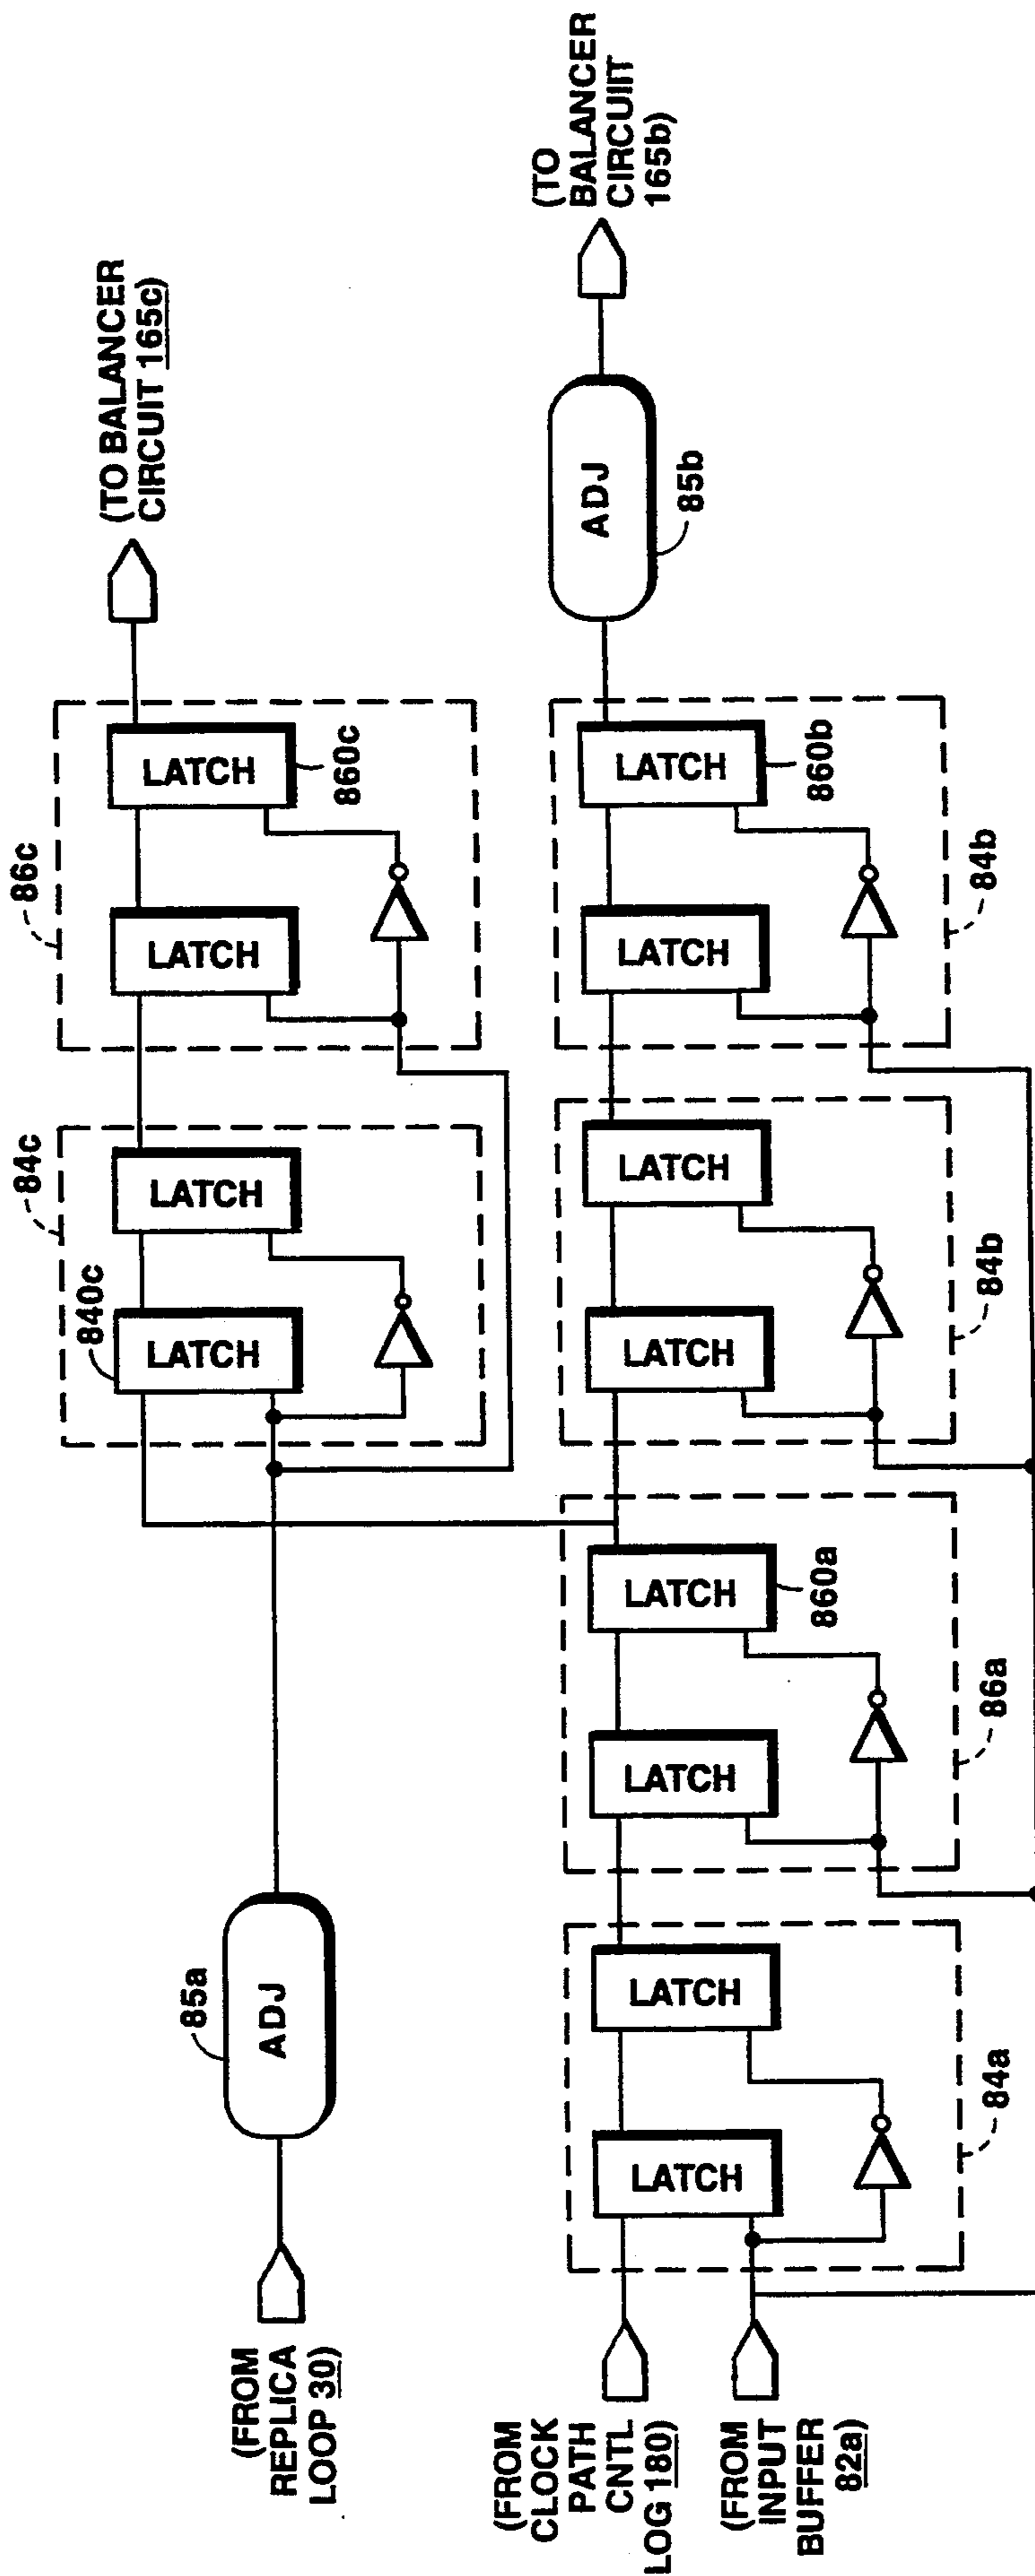 (FROM
REPLICA
LOOP 30)
85a
ADJ
84c
840c
LATCH
LATCH
86c
LATCH
LATCH
860c
(TO BALANCER
CIRCUIT 165c)
(FROM
CLOCK
PATH
CNTL
LOG 180)
(FROM
INPUT
BUFFER
82a)
LATCH
LATCH
84a
LATCH
LATCH
860a
86a
LATCH
LATCH
84b
LATCH
LATCH
860b
84b
ADJ
85b
(TO
BALANCER
CIRCUIIT
165b)